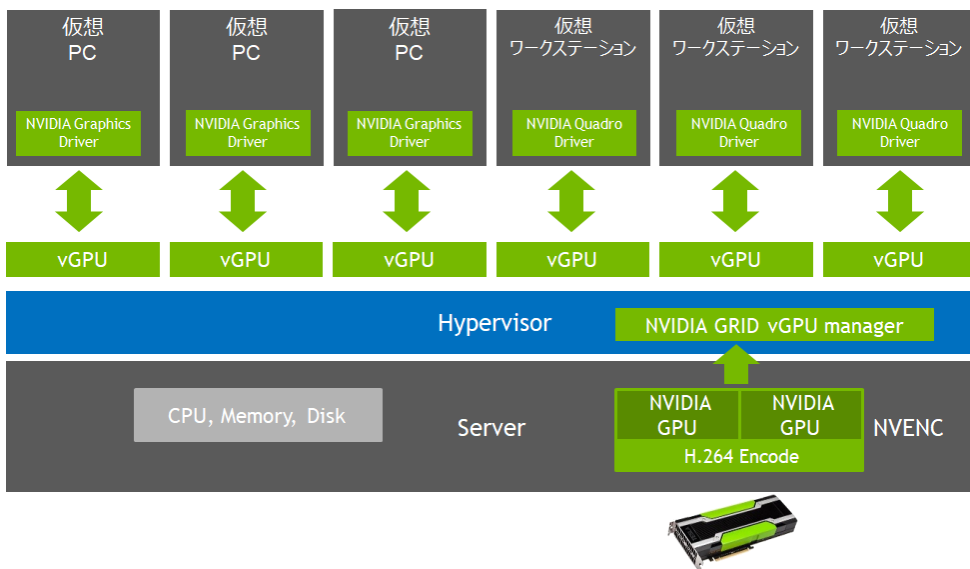 仮想
PC
NVIDIA Graphics
Driver
仮想
PC
NVIDIA Graphics
Driver
仮想
PC
NVIDIA Graphics
Driver
仮想
ワークステーション
NVIDIA Quadro
Driver
仮想
ワークステーション
NVIDIA Quadro
Driver
仮想
ワークステーション
NVIDIA Quadro
Driver
vGPU
vGPU
vGPU
vGPU
vGPU
vGPU
Hypervisor
NVIDIA GRID vGPU manager
CPU, Memory, Disk
Server
NVIDIA
GPU
NVIDIA
GPU
H.264 Encode
NVENC